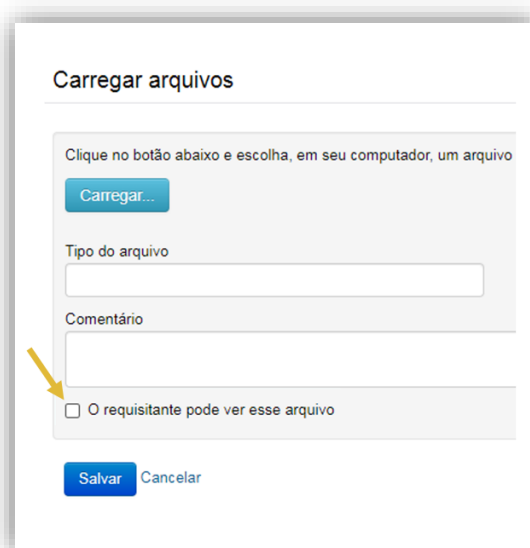 Carregar arquivos
Clique no botão abaixo e escolha, em seu computador, um arquivo
Carregar...
Tipo do arquivo
Comentário
O requisitante pode ver esse arquivo
Salvar Cancelar